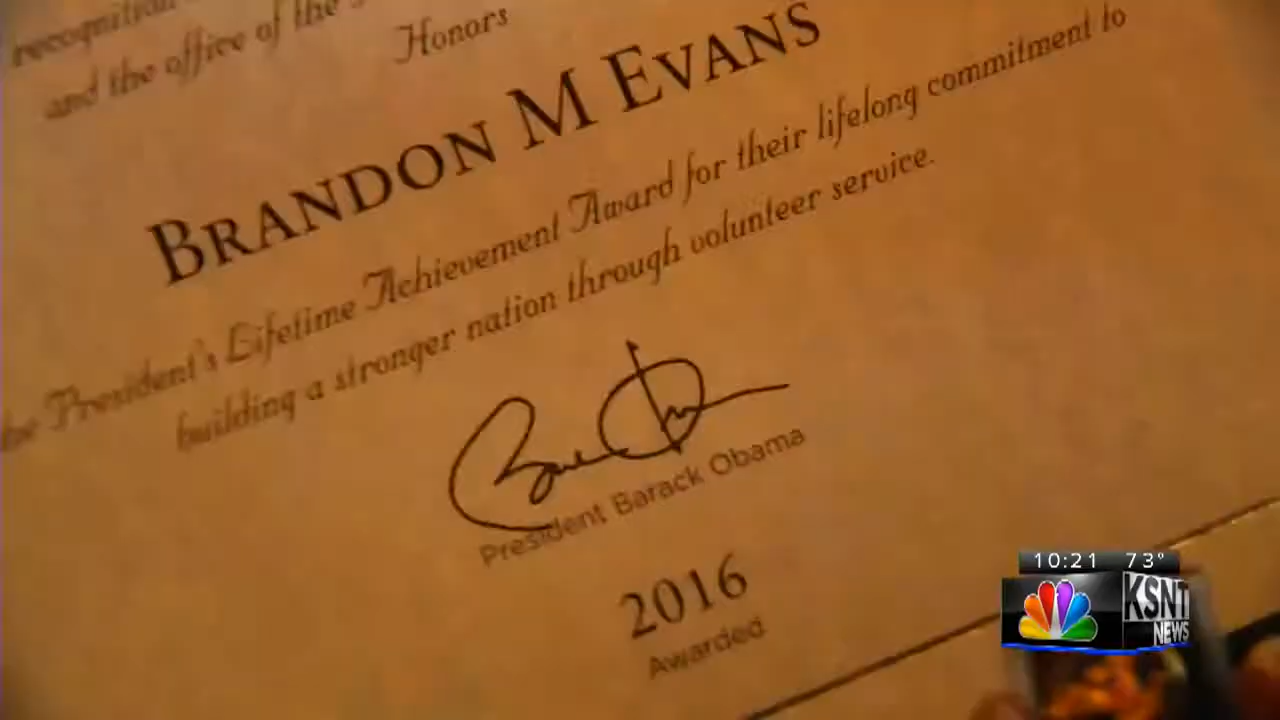 recognition
and the office of the
Honors
BRANDON M EVANS
the President's Lifetime Achievement Award for their lifelong commitment to
building a stronger nation through volunteer service.
President Barack Obama
2016
Awarded
10:21 73°
KSNT
NEWS